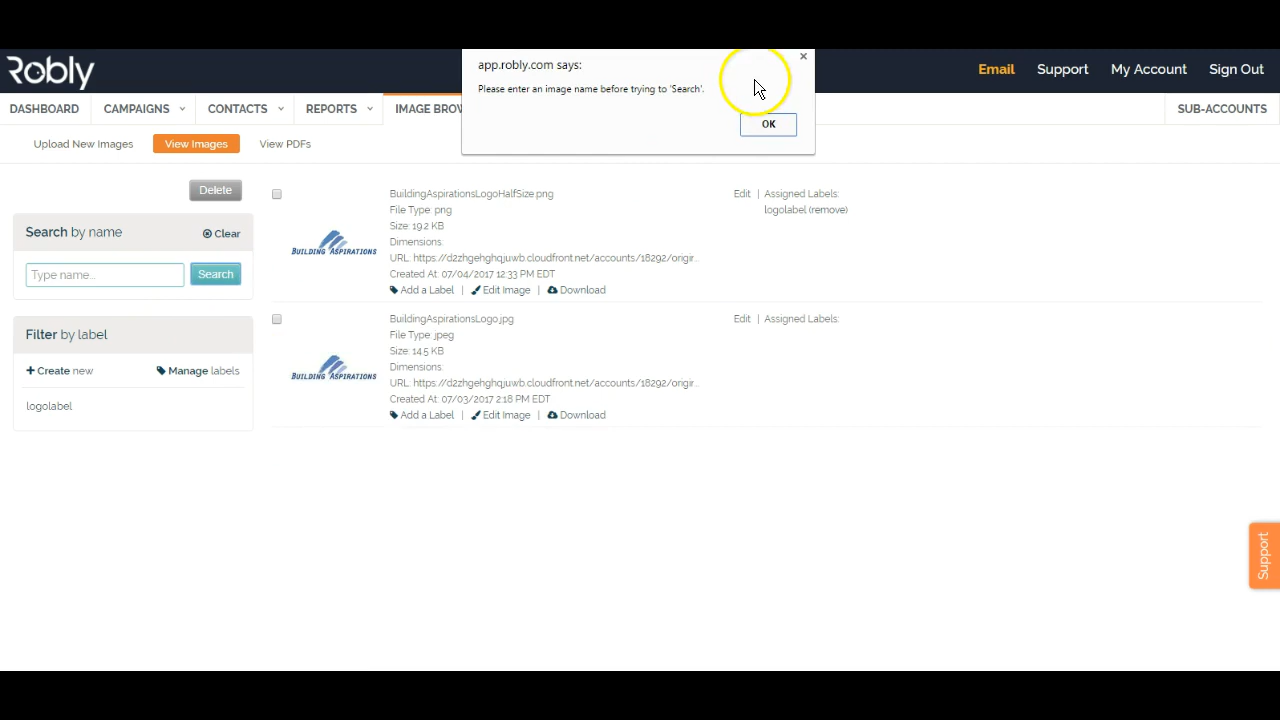 app.robly.com says:
Please enter an image name before trying to 'Search'.
OK
Robly
Email Support My Account Sign Out
DASHBOARD CAMPAIGNS CONTACTS REPORTS IMAGE BROW SUB-ACCOUNTS
Upload New Images View Images View PDFs
Delete
Search by name Clear
Type name... Search
Filter by label
+ Create new Manage labels
logolabel
BUILDING ASPIRATIONS
BuildingAspirationsLogoHalfSize.png
File Type: png
Size: 19.2 KB
Dimensions:
URL: https://d2zhgehghqjuwb.cloudfront.net/accounts/18292/origir...
Created At: 07/04/2017 12:33 PM EDT
Add a Label | Edit Image | Download
Edit | Assigned Labels:
logolabel (remove)
BUILDING ASPIRATIONS
BuildingAspirationsLogo.jpg
File Type: jpeg
Size: 14.5 KB
Dimensions:
URL: https://d2zhgehghqjuwb.cloudfront.net/accounts/18292/origir...
Created At: 07/03/2017 2:18 PM EDT
Add a Label | Edit Image | Download
Edit | Assigned Labels:
Support